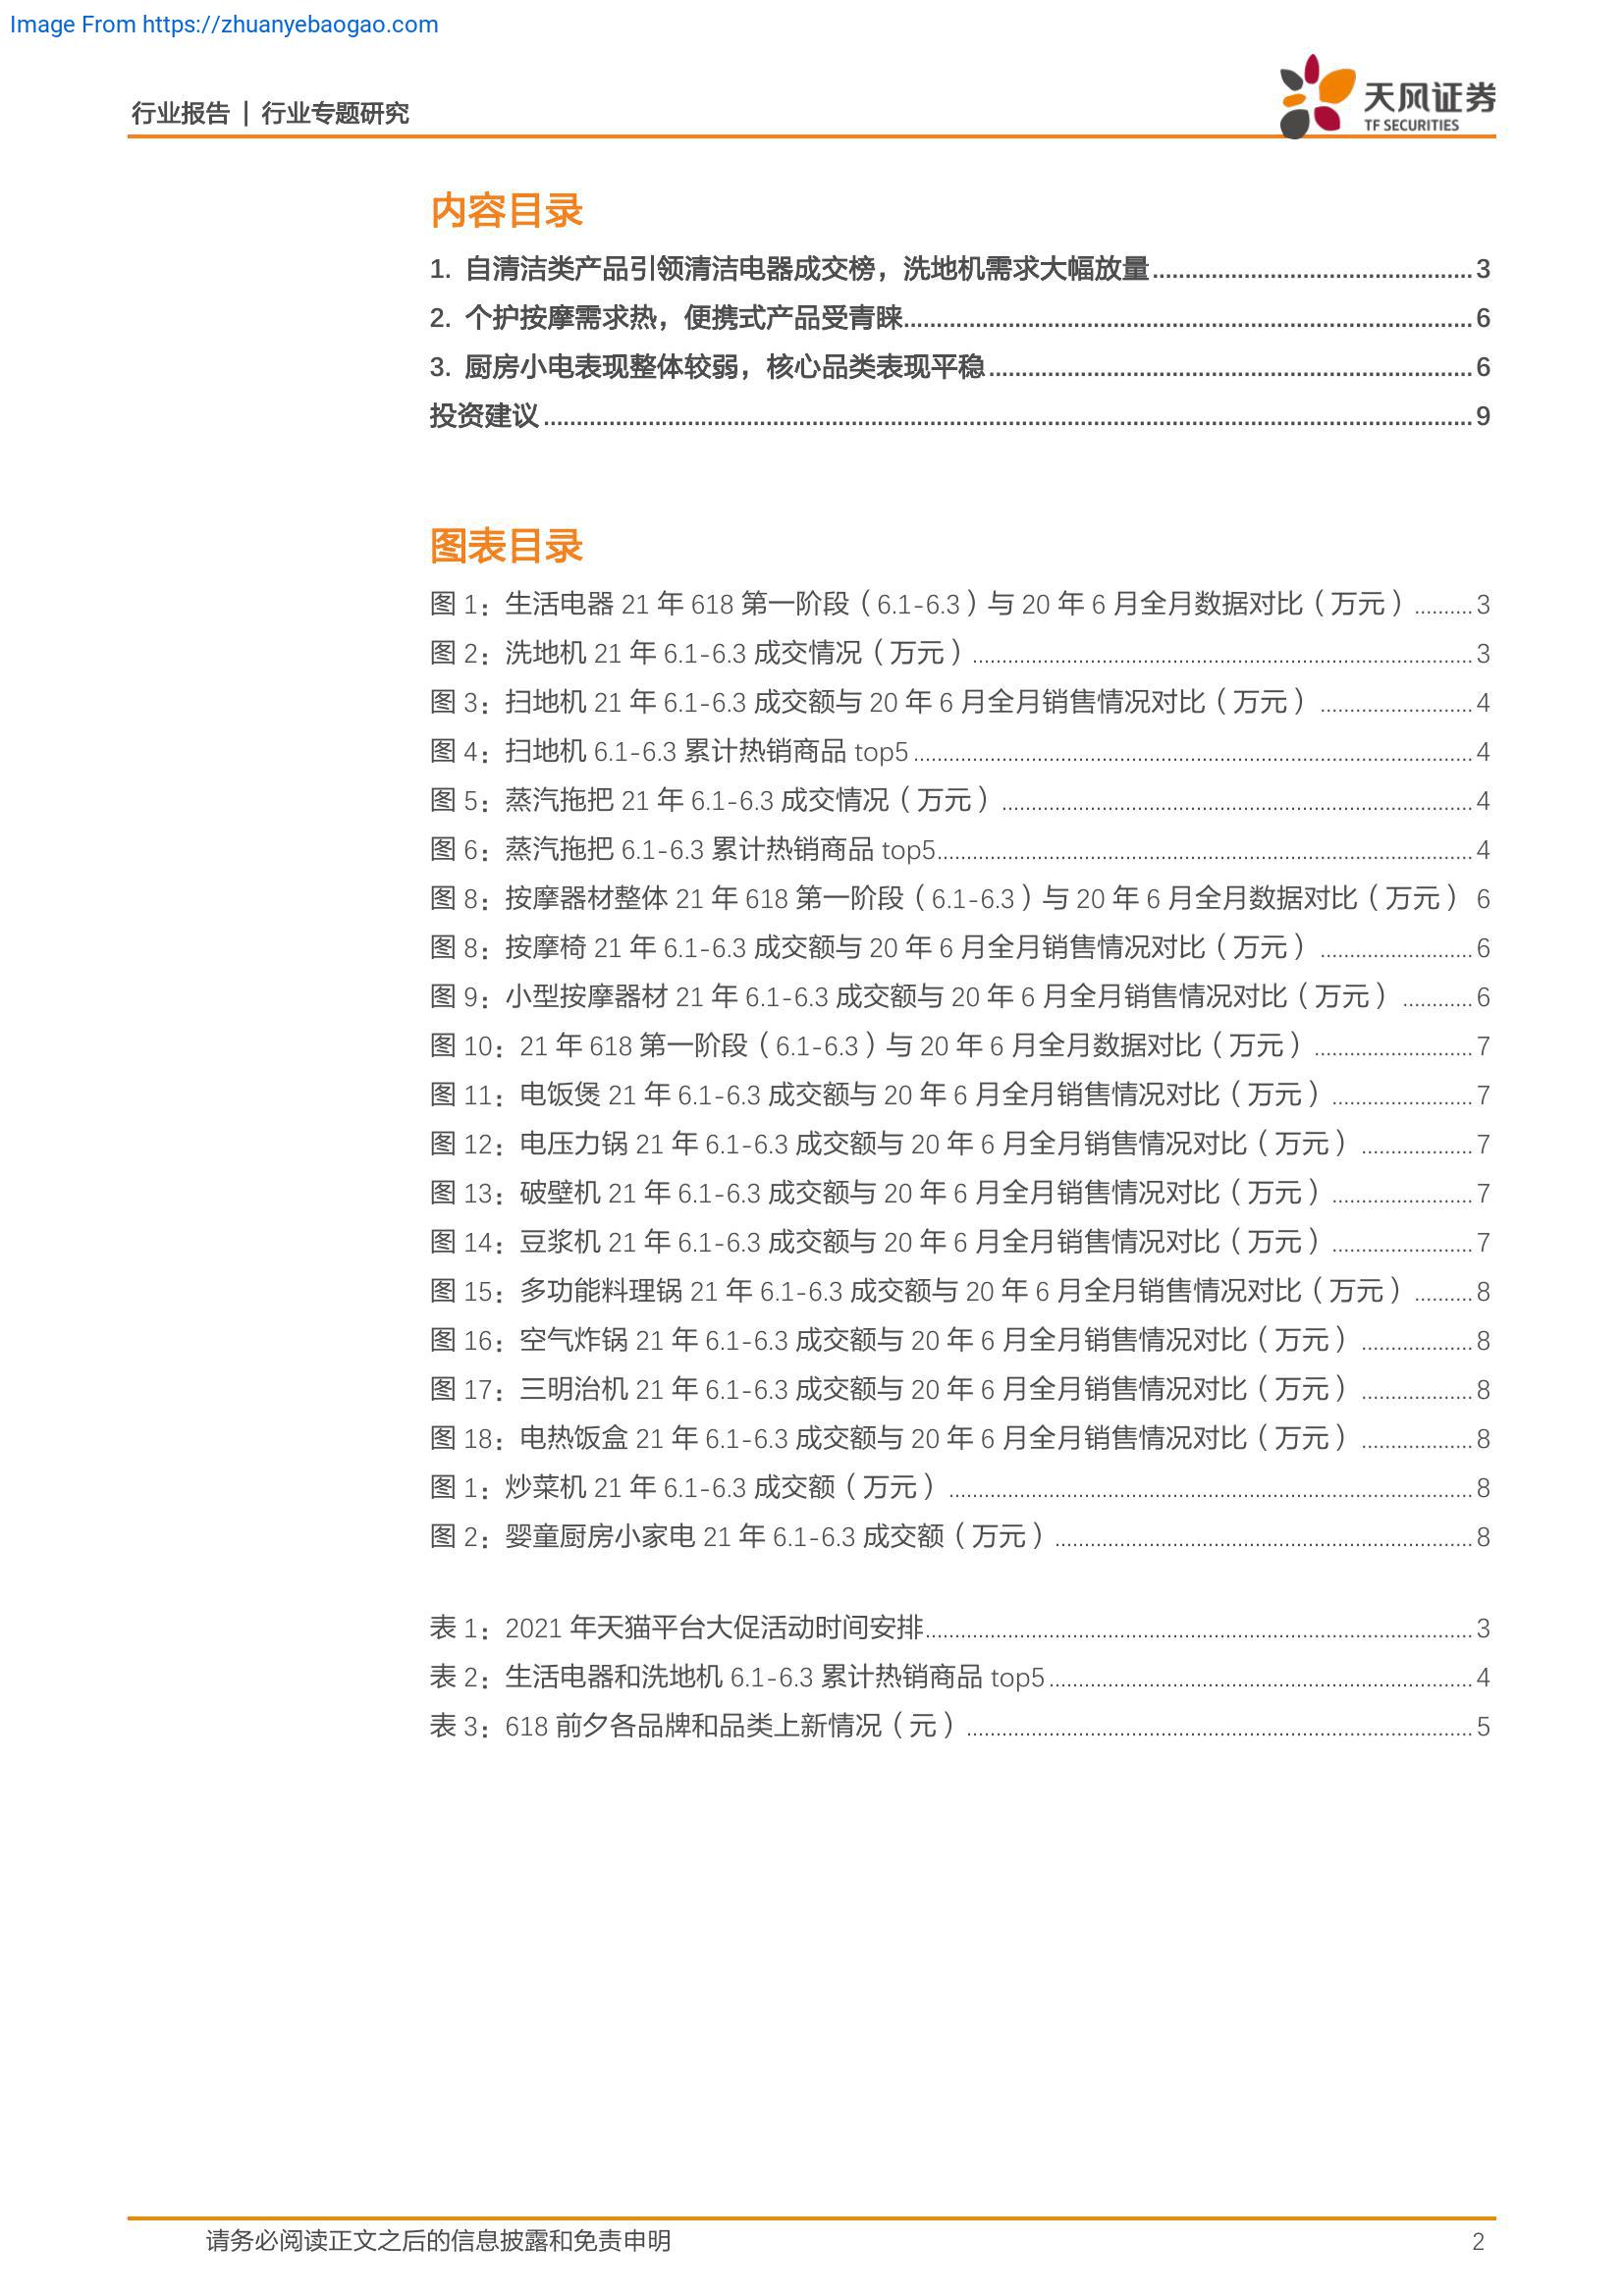 Image From https://zhuanyebaogao.com
行业报告 | 行业专题研究
天风证券
TF SECURITIES
内容目录
1. 自清洁类产品引领清洁电器成交榜，洗地机需求大幅放量 3
2. 个护按摩需求热，便携式产品受青睐 6
3. 厨房小电表现整体较弱，核心品类表现平稳 6
投资建议 9
图表目录
图 1：生活电器 21 年 618 第一阶段（6.1-6.3）与 20 年 6 月全月数据对比（万元） 3
图 2：洗地机 21 年 6.1-6.3 成交情况（万元） 3
图 3：扫地机 21 年 6.1-6.3 成交额与 20 年 6 月全月销售情况对比（万元） 4
图 4：扫地机 6.1-6.3 累计热销商品 top5 4
图 5：蒸汽拖把 21 年 6.1-6.3 成交情况（万元） 4
图 6：蒸汽拖把 6.1-6.3 累计热销商品 top5 4
图 8：按摩器材整体 21 年 618 第一阶段（6.1-6.3）与 20 年 6 月全月数据对比（万元） 6
图 8：按摩椅 21 年 6.1-6.3 成交额与 20 年 6 月全月销售情况对比（万元） 6
图 9：小型按摩器材 21 年 6.1-6.3 成交额与 20 年 6 月全月销售情况对比（万元） 6
图 10：21 年 618 第一阶段（6.1-6.3）与 20 年 6 月全月数据对比（万元） 7
图 11：电饭煲 21 年 6.1-6.3 成交额与 20 年 6 月全月销售情况对比（万元） 7
图 12：电压力锅 21 年 6.1-6.3 成交额与 20 年 6 月全月销售情况对比（万元） 7
图 13：破壁机 21 年 6.1-6.3 成交额与 20 年 6 月全月销售情况对比（万元） 7
图 14：豆浆机 21 年 6.1-6.3 成交额与 20 年 6 月全月销售情况对比（万元） 7
图 15：多功能料理锅 21 年 6.1-6.3 成交额与 20 年 6 月全月销售情况对比（万元） 8
图 16：空气炸锅 21 年 6.1-6.3 成交额与 20 年 6 月全月销售情况对比（万元） 8
图 17：三明治机 21 年 6.1-6.3 成交额与 20 年 6 月全月销售情况对比（万元） 8
图 18：电热饭盒 21 年 6.1-6.3 成交额与 20 年 6 月全月销售情况对比（万元） 8
图 1：炒菜机 21 年 6.1-6.3 成交额（万元） 8
图 2：婴童厨房小家电 21 年 6.1-6.3 成交额（万元） 8
表 1：2021 年天猫平台大促活动时间安排 3
表 2：生活电器和洗地机 6.1-6.3 累计热销商品 top5 4
表 3：618 前夕各品牌和品类上新情况（元） 5
请务必阅读正文之后的信息披露和免责申明 2